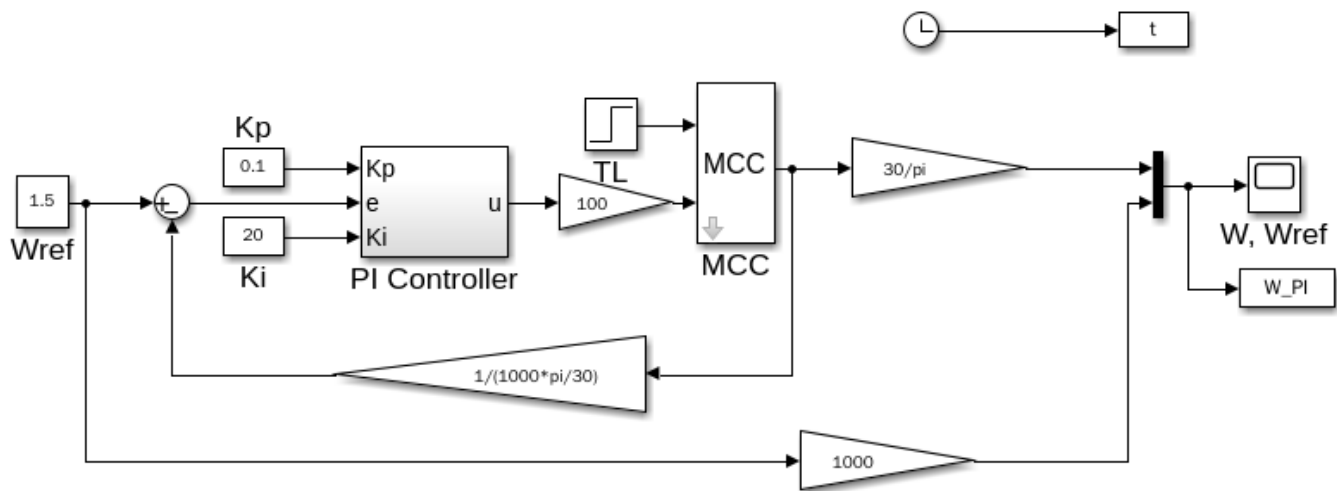 t
Kp
0.1
1.5
Wref
20
Ki
Kp
e
Ki
u
PI Controller
TL
100
MCC
MCC
30/pi
W, Wref
W_PI
1/(1000*pi/30)
1000
+
−